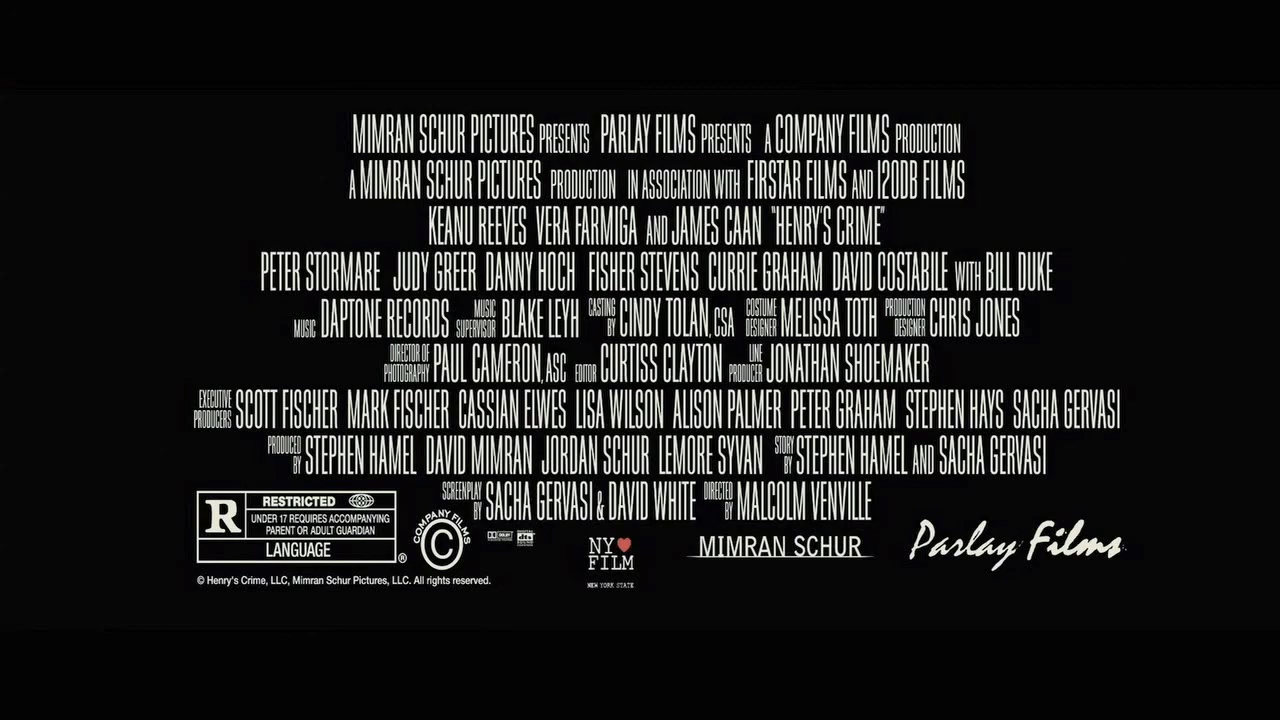 MIMRAN SCHUR PICTURES PRESENTS PARLAY FILMS PRESENTS A COMPANY FILMS PRODUCTION
A MIMRAN SCHUR PICTURES PRODUCTION IN ASSOCIATION WITH FIRSTAR FILMS AND 120DB FILMS
KEANU REEVES VERA FARMIGA AND JAMES CAAN "HENRY'S CRIME"
PETER STORMARE JUDY GREER DANNY HOCH FISHER STEVENS CURRIE GRAHAM DAVID COSTABILE WITH BILL DUKE
MUSIC DAPTONE RECORDS MUSIC SUPERVISOR BLAKE LEYH CASTING BY CINDY TOLAN, CSA COSTUME DESIGNER MELISSA TOTH PRODUCTION DESIGNER CHRIS JONES
DIRECTOR OF PHOTOGRAPHY PAUL CAMERON, ASC EDITOR CURTISS CLAYTON LINE PRODUCER JONATHAN SHOEMAKER
EXECUTIVE PRODUCERS SCOTT FISCHER MARK FISCHER CASSIAN ELWES LISA WILSON ALISON PALMER PETER GRAHAM STEPHEN HAYS SACHA GERVASI
PRODUCED BY STEPHEN HAMEL DAVID MIMRAN JORDAN SCHUR LEMORE SYVAN STORY BY STEPHEN HAMEL AND SACHA GERVASI
SCREENPLAY BY SACHA GERVASI & DAVID WHITE DIRECTED BY MALCOLM VENVILLE
R RESTRICTED
UNDER 17 REQUIRES ACCOMPANYING
PARENT OR ADULT GUARDIAN
LANGUAGE ®
COMPANY FILMS
C
DOLBY
dts
NY♥
FILM
NEW YORK STATE
MIMRAN SCHUR
Parlay Films
© Henry's Crime, LLC, Mimran Schur Pictures, LLC. All rights reserved.